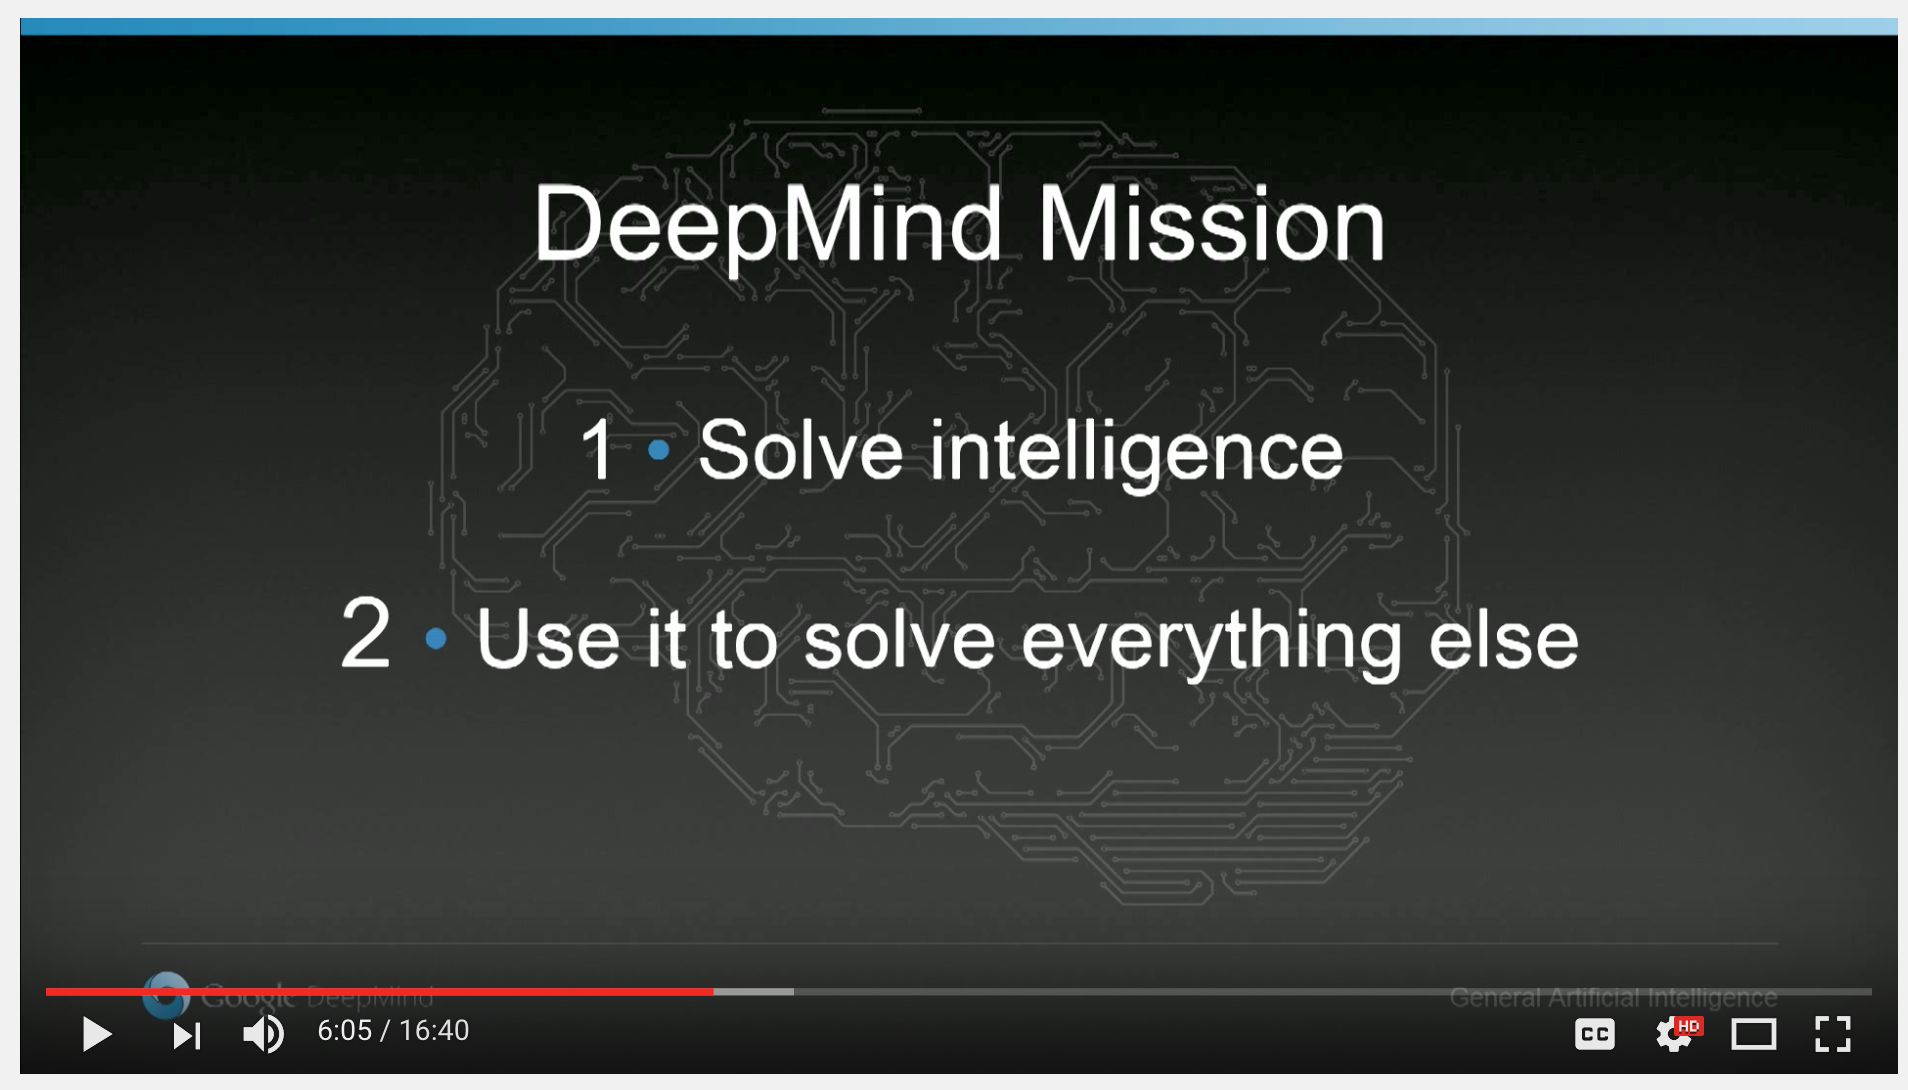 DeepMind Mission
1 • Solve intelligence
2 • Use it to solve everything else
Google DeepMind
General Artificial Intelligence
6:05 / 16:40
CC
HD